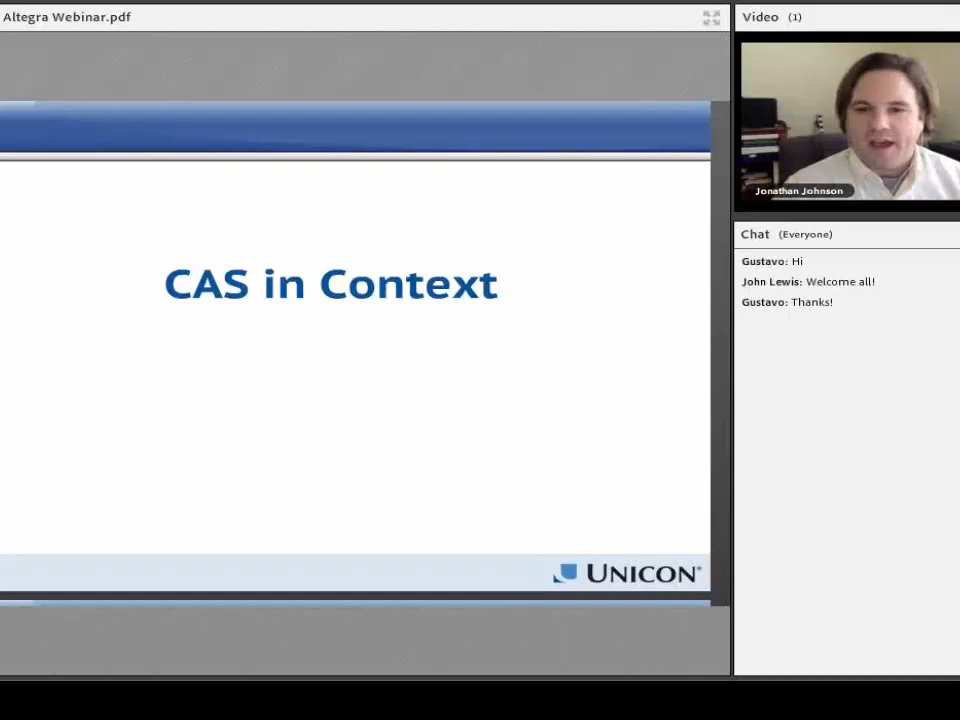 Altegra Webinar.pdf
CAS in Context
UNICON®
Video (1)
Jonathan Johnson
Chat (Everyone)
Gustavo: Hi
John Lewis: Welcome all!
Gustavo: Thanks!